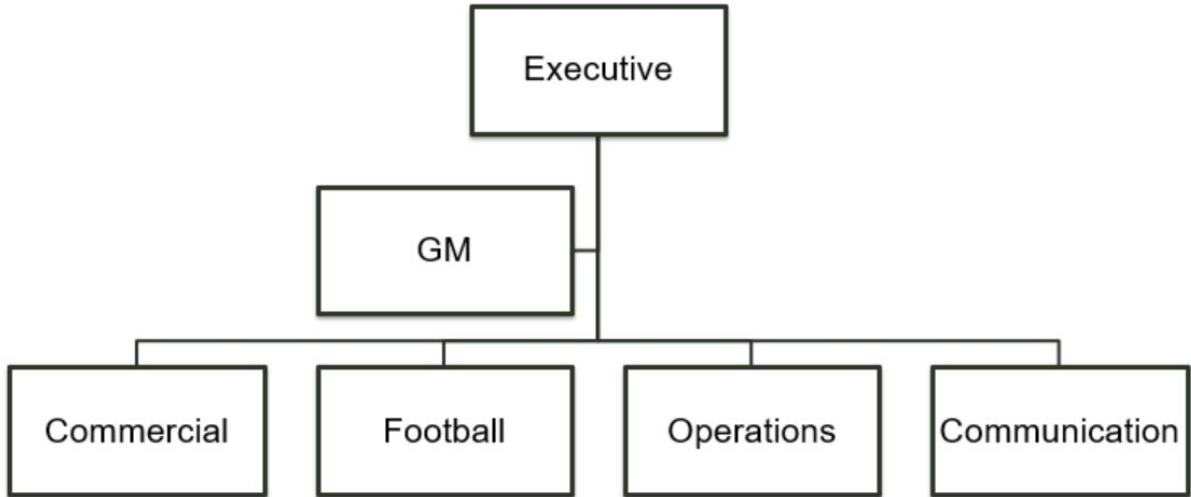 Executive
GM
Commercial
Football
Operations
Communication